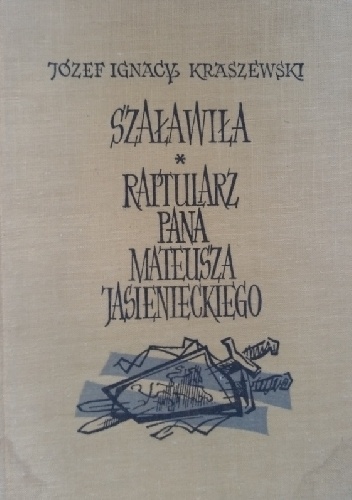 JÓZEF IGNACY KRASZEWSKI
SZAŁAWIŁA
*
RAPTULARZ
PANA
MATEUSZA
JASIENIECKIEGO